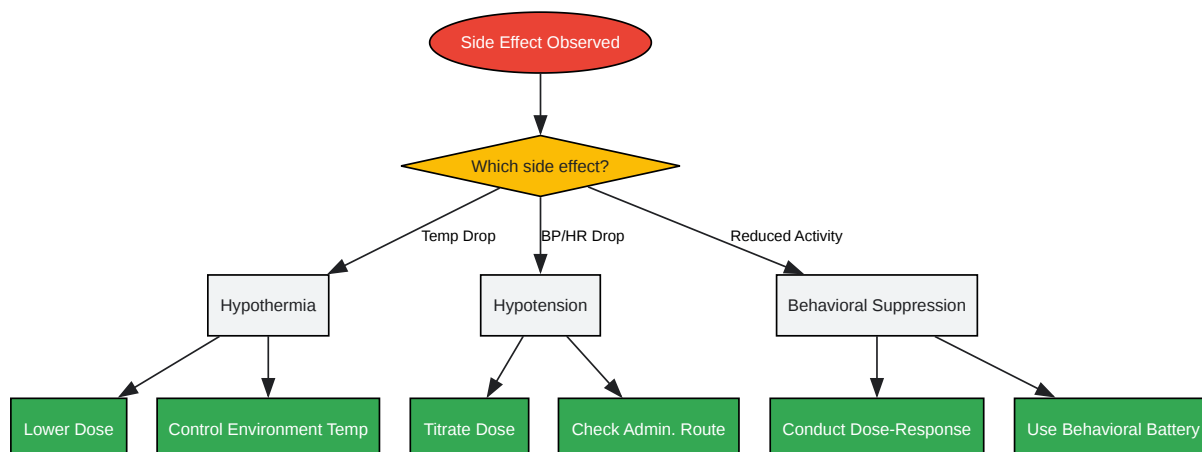 Side Effect Observed
Which side effect?
Temp Drop
BP/HR Drop
Reduced Activity
Hypothermia
Hypotension
Behavioral Suppression
Lower Dose
Control Environment Temp
Titrate Dose
Check Admin. Route
Conduct Dose-Response
Use Behavioral Battery